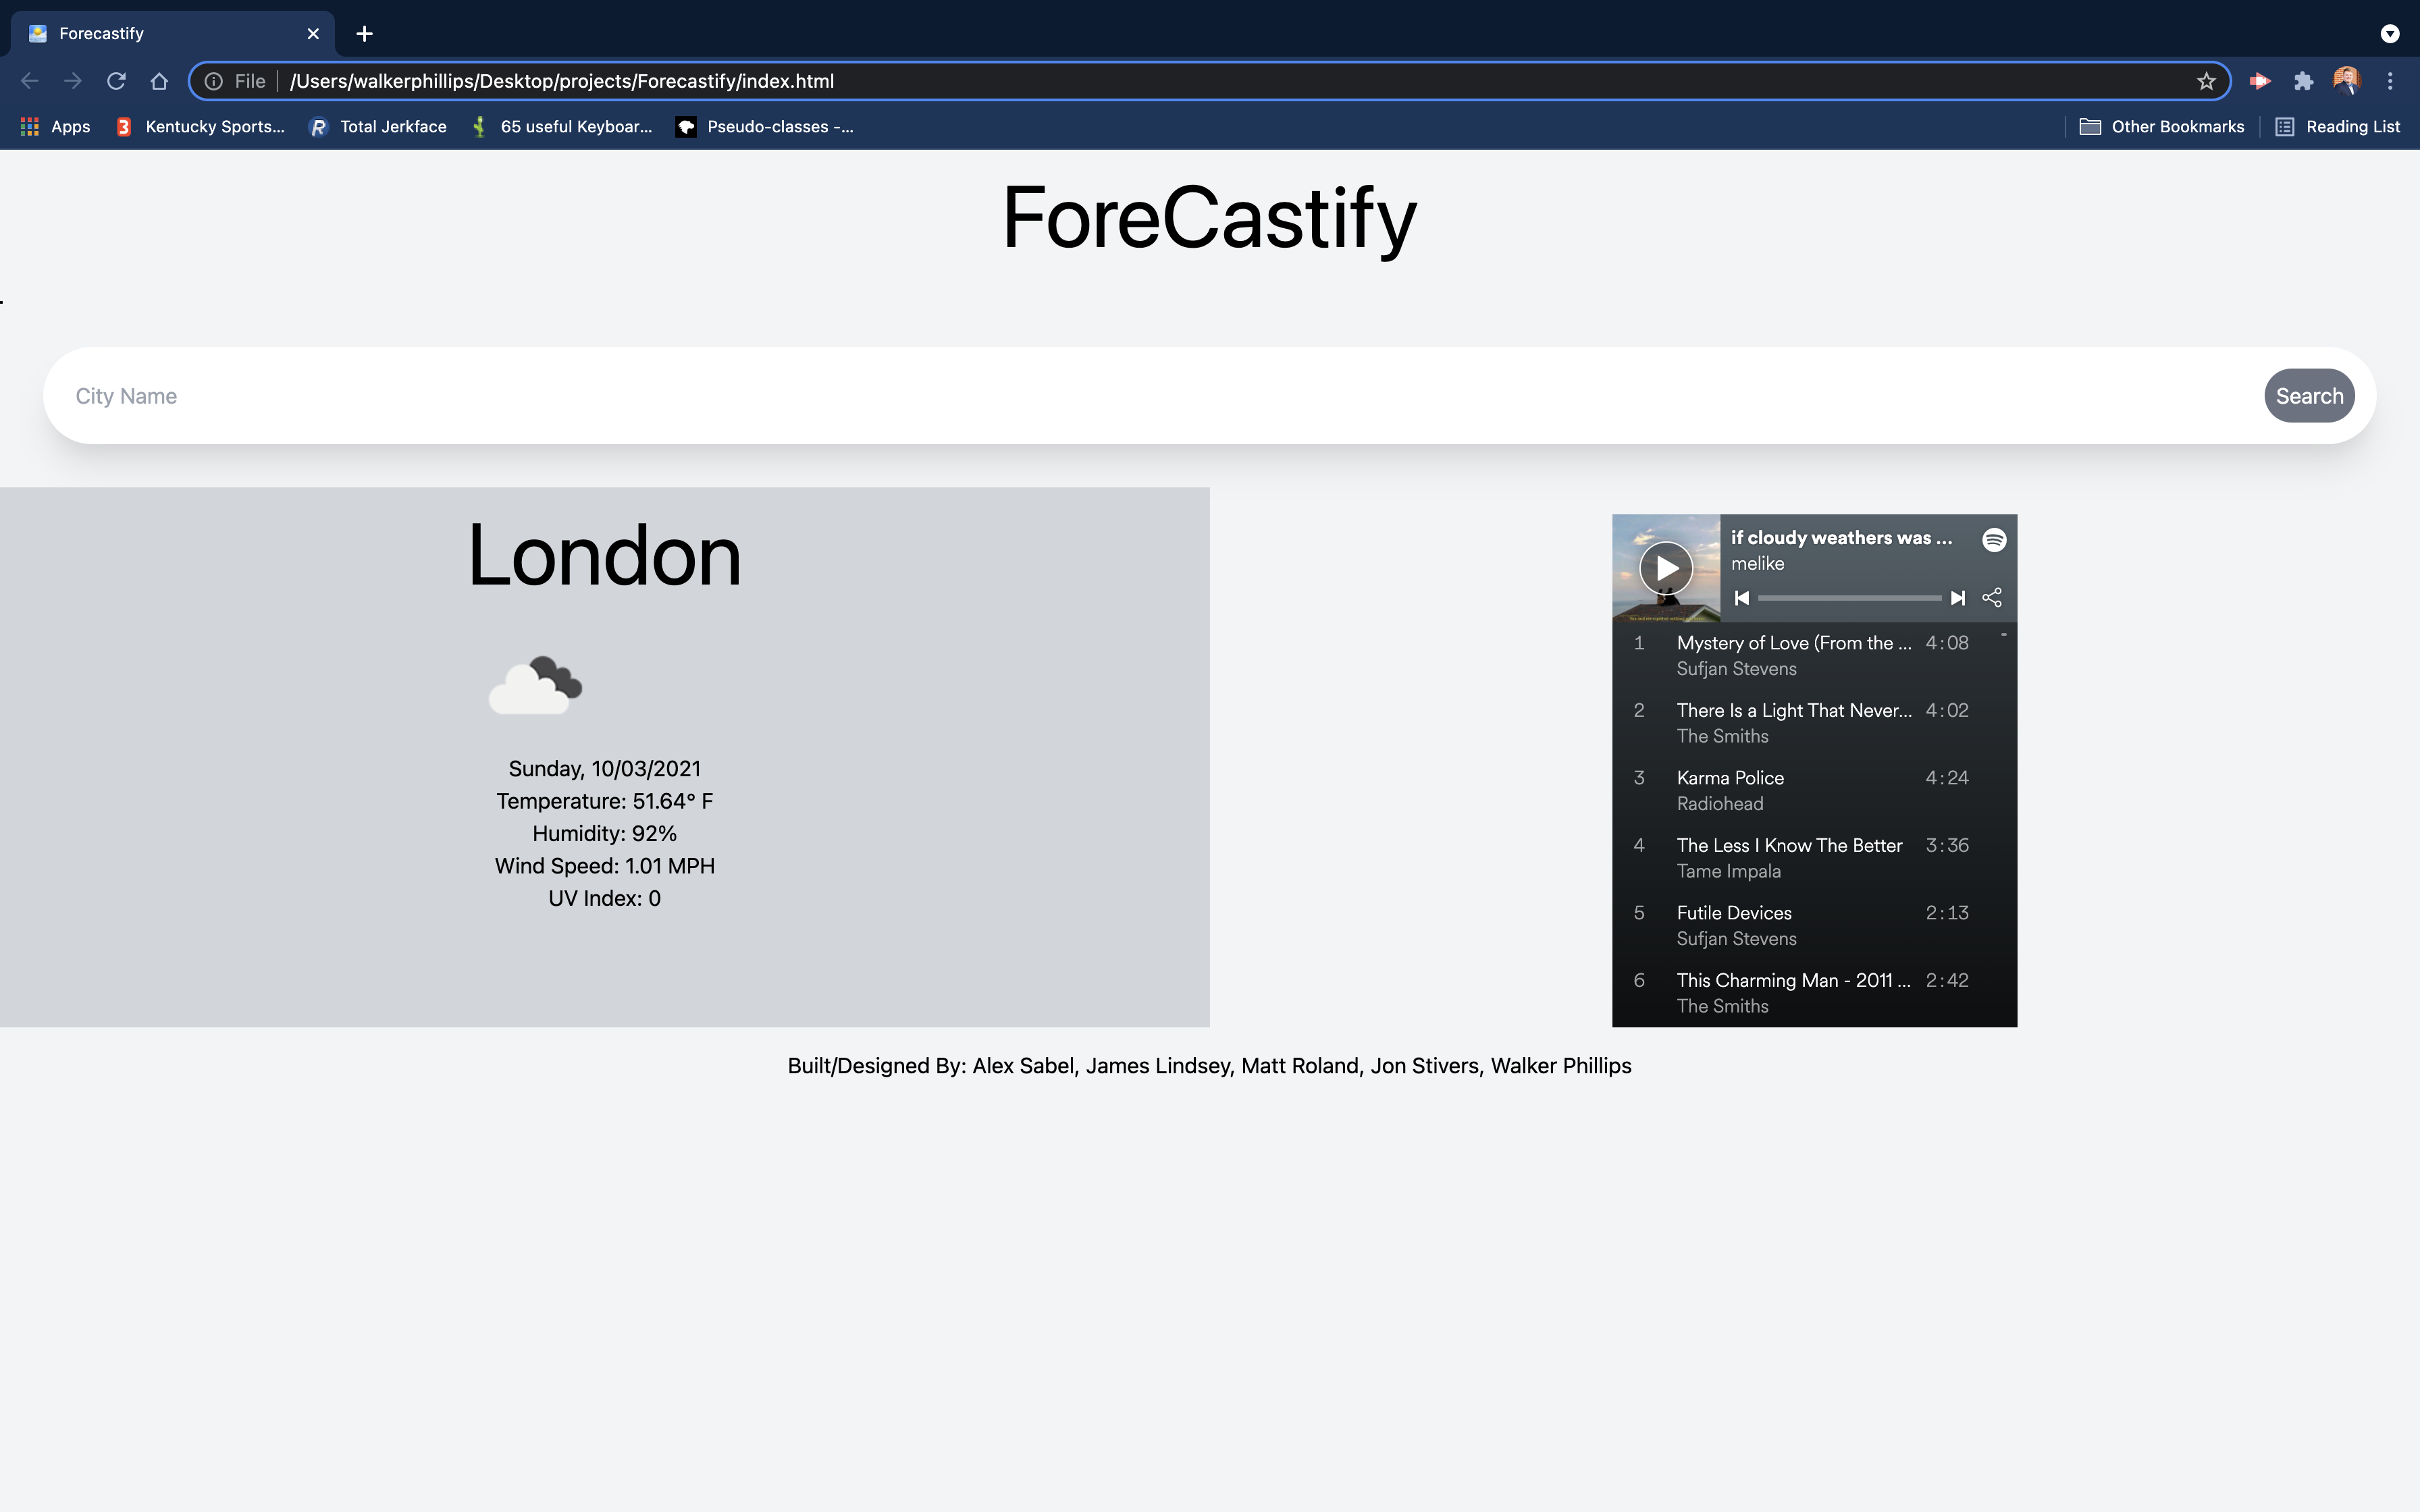 Forecastify
File /Users/walkerphillips/Desktop/projects/Forecastify/index.html
Apps Kentucky Sports... Total Jerkface 65 useful Keyboar... Pseudo-classes -... Other Bookmarks Reading List
ForeCastify
City Name Search
London
Sunday, 10/03/2021
Temperature: 51.64° F
Humidity: 92%
Wind Speed: 1.01 MPH
UV Index: 0
if cloudy weathers was ...
melike
1 Mystery of Love (From the ... 4:08
Sufjan Stevens
2 There Is a Light That Never... 4:02
The Smiths
3 Karma Police 4:24
Radiohead
4 The Less I Know The Better 3:36
Tame Impala
5 Futile Devices 2:13
Sufjan Stevens
6 This Charming Man - 2011 ... 2:42
The Smiths
Built/Designed By: Alex Sabel, James Lindsey, Matt Roland, Jon Stivers, Walker Phillips